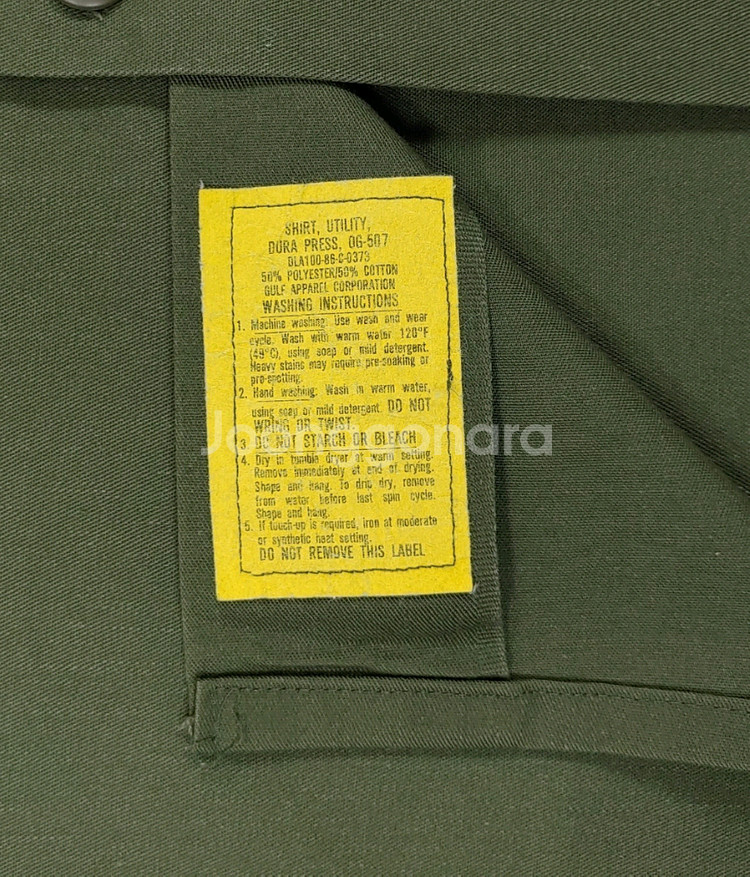 SHIRT, UTILITY,
DURA PRESS, OG-507
DLA100-86-C-0373
50% POLYESTER/50% COTTON
GULF APPAREL CORPORATION
WASHING INSTRUCTIONS
1. Machine washing: Use wash and wear
cycle. Wash with warm water 120°F
(49°C), using soap or mild detergent.
Heavy stains may require pre-soaking or
pre-spotting.
2. Hand washing: Wash in warm water,
using soap or mild detergent DO NOT
WRING OR TWIST.
3. DO NOT STARCH OR BLEACH
4. Dry in tumble dryer at warm setting.
Remove immediately at end of drying.
Shape and hang. To drip dry, remove
from water before last spin cycle.
Shape and hang.
5. If touch-up is required, iron at moderate
or synthetic heat setting.
DO NOT REMOVE THIS LABEL